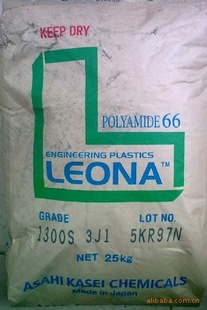 KEEP DRY
POLYAMIDE 66
ENGINEERING PLASTICS
LEONA™
GRADE LOT NO.
1300S 3J1 5KR97N
NET 25kg
ASAHI KASEI CHEMICALS
Made in Japan
alibaba.com.cn